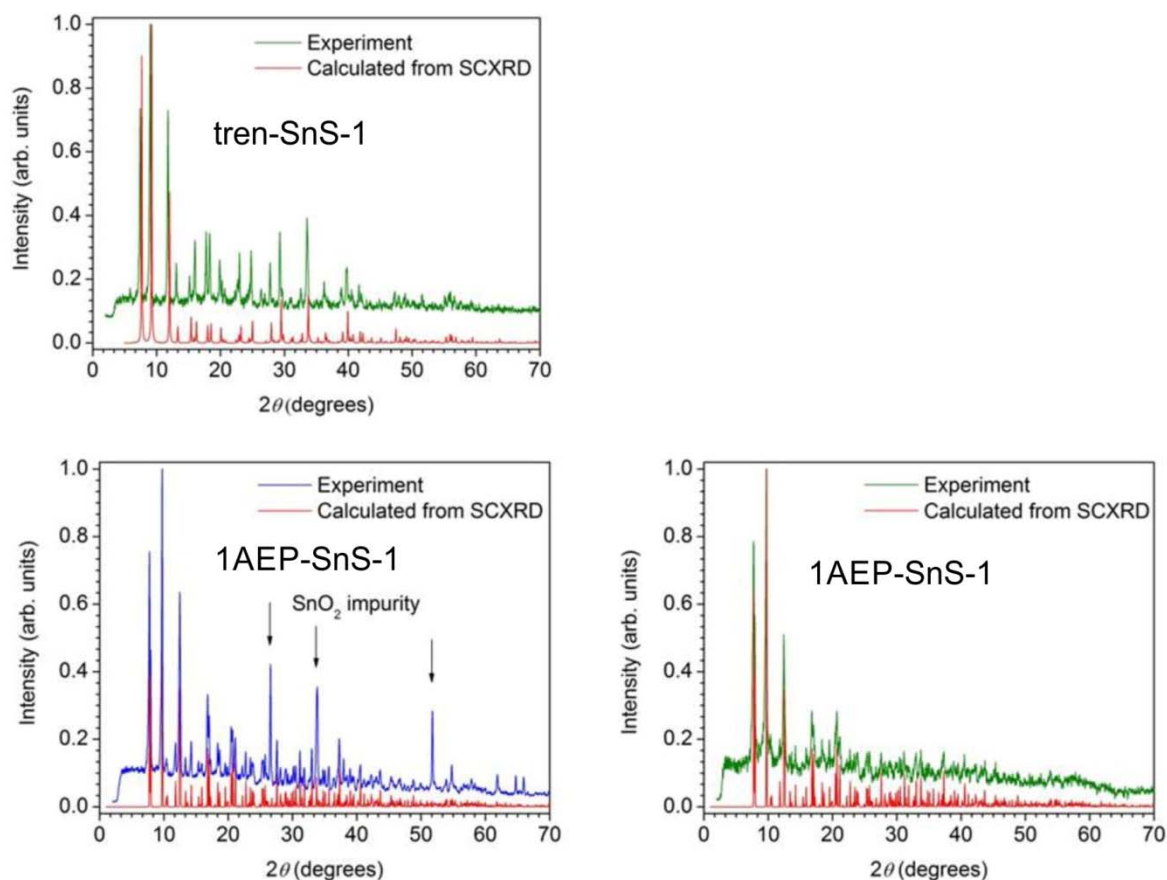 1.0
0.8
0.6
0.4
0.2
0.0
Intensity (arb. units)
Experiment
Calculated from SCXRD
tren-SnS-1
0 10 20 30 40 50 60 70
2θ (degrees)
1.0
0.8
0.6
0.4
0.2
0.0
Intensity (arb. units)
Experiment
Calculated from SCXRD
1AEP-SnS-1
SnO₂ impurity
0 10 20 30 40 50 60 70
2θ (degrees)
1.0
0.8
0.6
0.4
0.2
0.0
Intensity (arb. units)
Experiment
Calculated from SCXRD
1AEP-SnS-1
0 10 20 30 40 50 60 70
2θ (degrees)